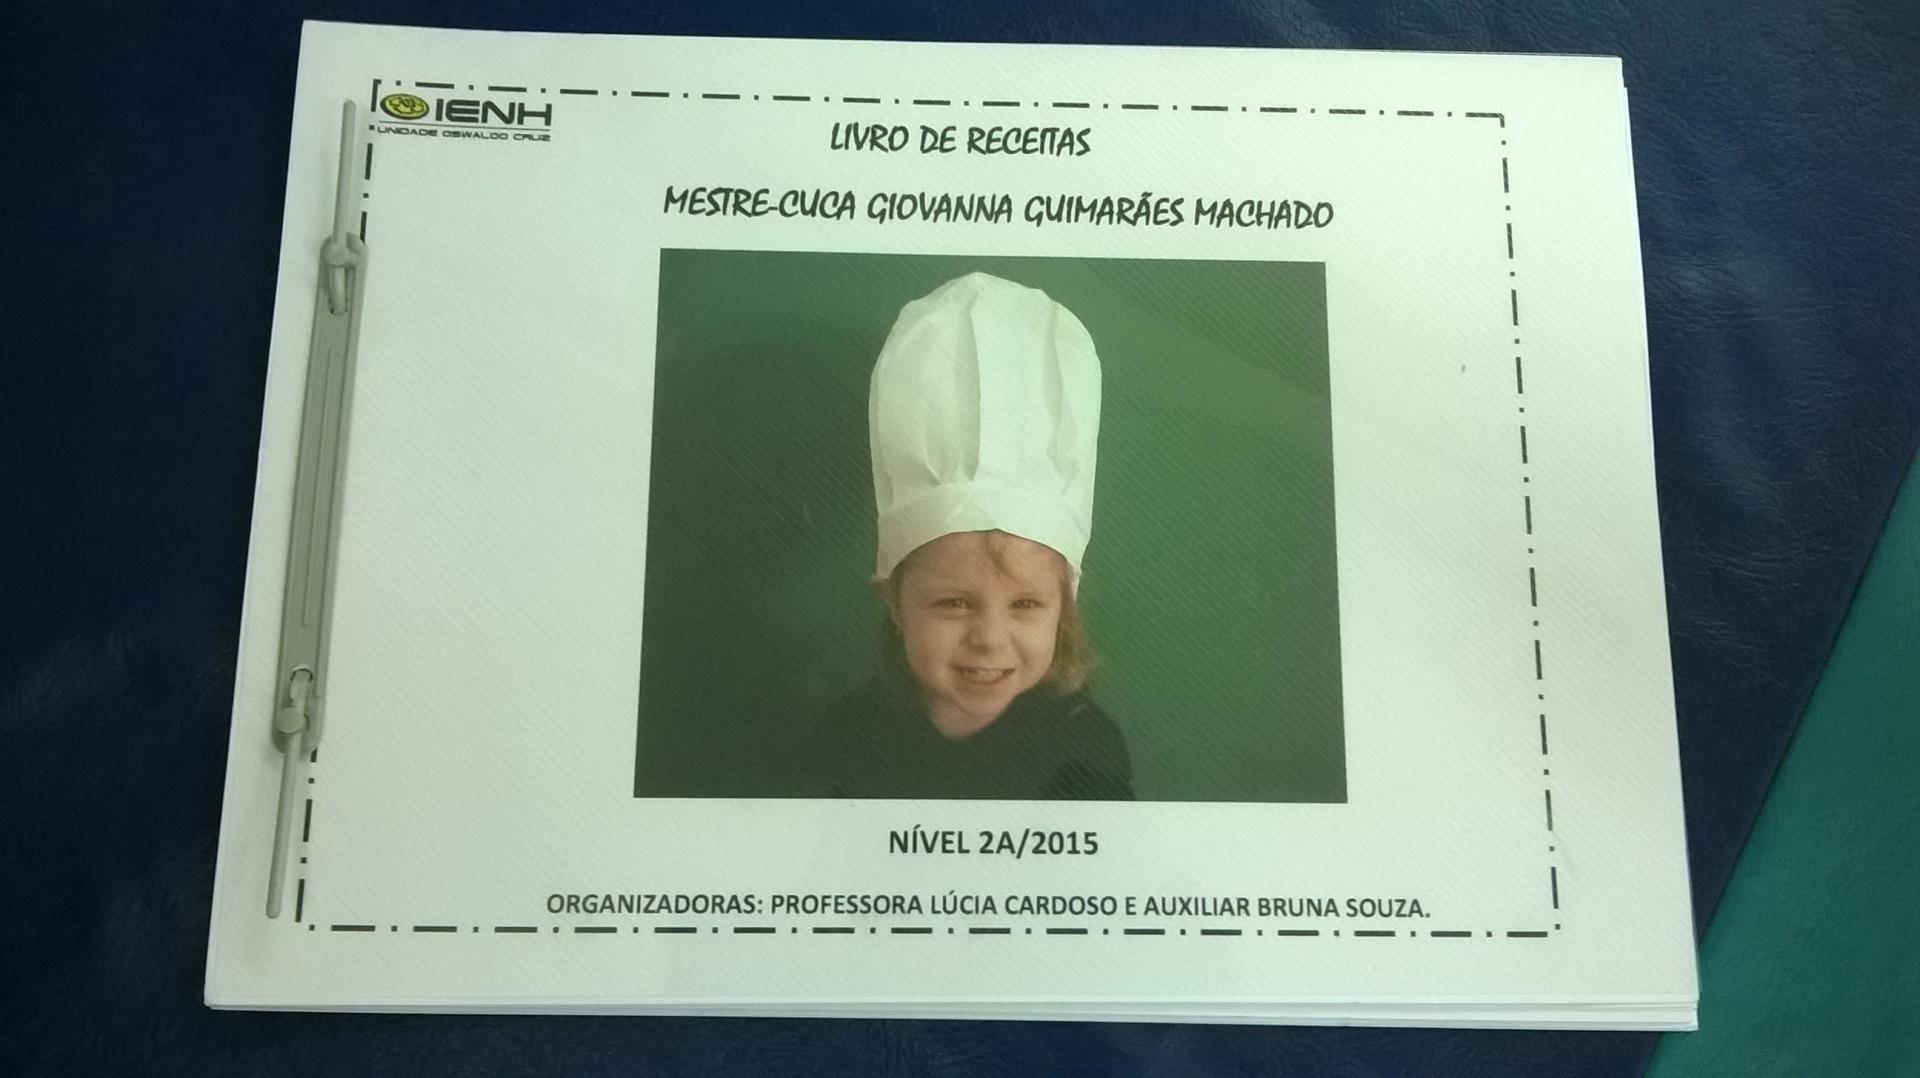 IENH
UNIDADE OSWALDO CRUZ
LIVRO DE RECEITAS
MESTRE-CUCA GIOVANNA GUIMARÃES MACHADO
NÍVEL 2A/2015
ORGANIZADORAS: PROFESSORA LÚCIA CARDOSO E AUXILIAR BRUNA SOUZA.